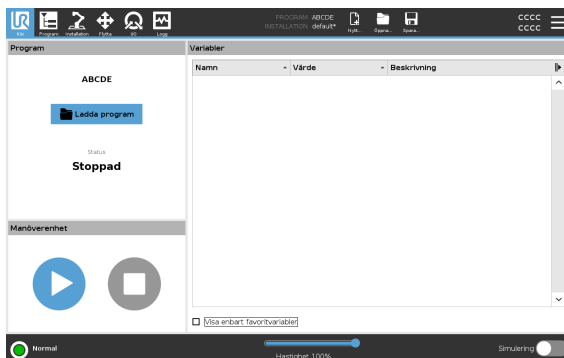 UR
PROGRAM ABCDE
INSTALLATION default*
CCCC
CCCC
Kör Program Installation Flytta I/O Logg
Nytt... Öppna... Spara...
Program
Variabler
Namn Värde Beskrivning
ABCDE
Ladda program
Status
Stoppad
Manöverenhet
Visa enbart favoritvariabler
Normal
Hastighet 100%
Simulering